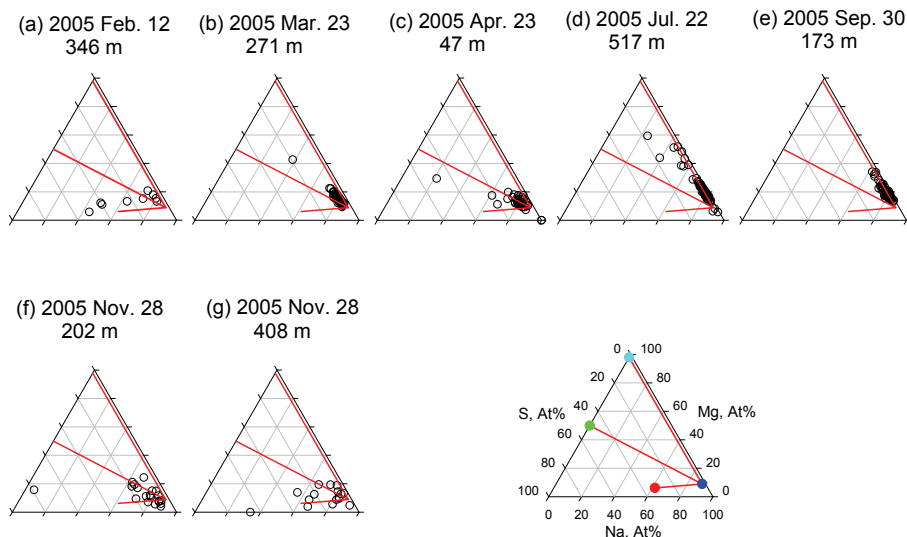 (a) 2005 Feb. 12
346 m
(b) 2005 Mar. 23
271 m
(c) 2005 Apr. 23
47 m
(d) 2005 Jul. 22
517 m
(e) 2005 Sep. 30
173 m
(f) 2005 Nov. 28
202 m
(g) 2005 Nov. 28
408 m
0 100
20 80
S, At% 40 60 Mg, At%
60 40
80 20
100 0
0 20 40 60 80 100
Na, At%